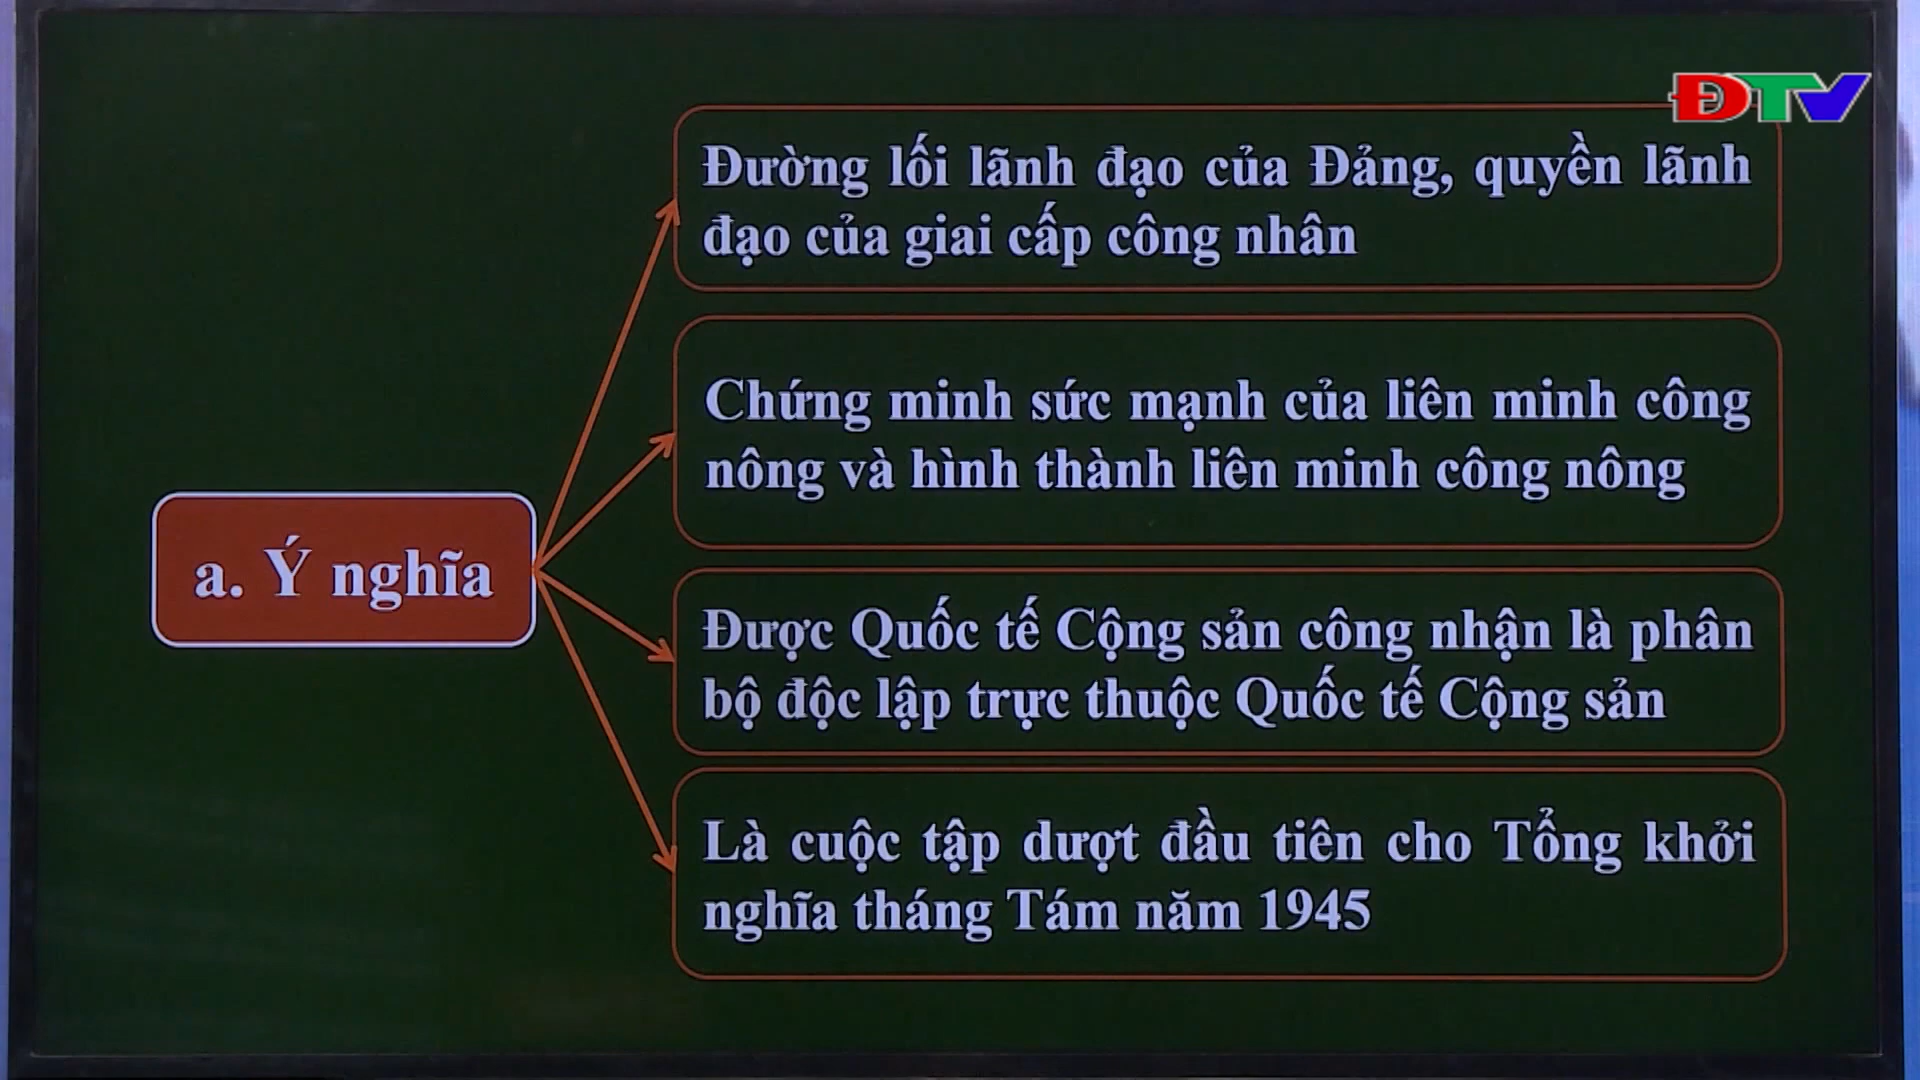 ĐTV
Đường lối lãnh đạo của Đảng, quyền lãnh
đạo của giai cấp công nhân
Chứng minh sức mạnh của liên minh công
nông và hình thành liên minh công nông
a. Ý nghĩa
Được Quốc tế Cộng sản công nhận là phân
bộ độc lập trực thuộc Quốc tế Cộng sản
Là cuộc tập dượt đầu tiên cho Tổng khởi
nghĩa tháng Tám năm 1945